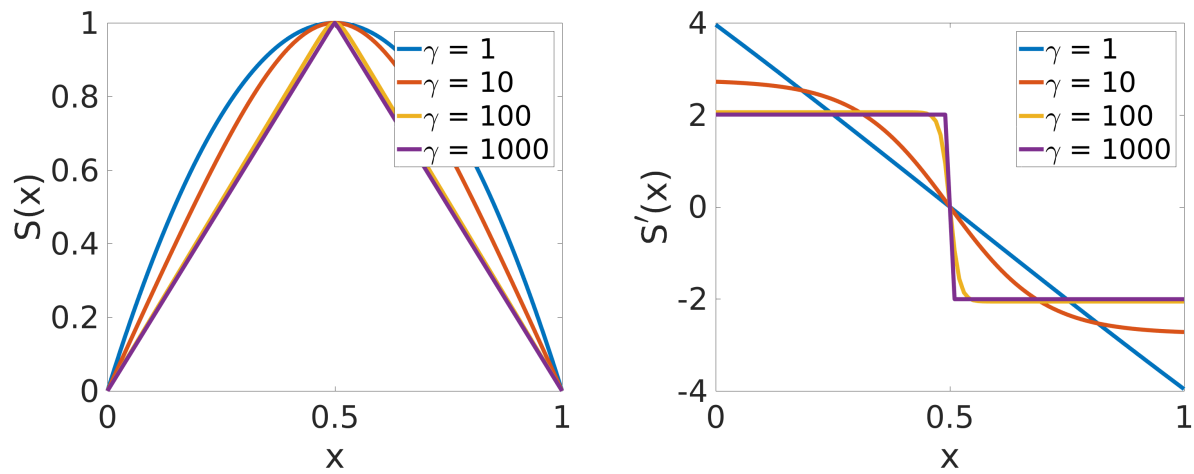 1
0.8
0.6
0.4
0.2
0
S(x)
0
0.5
1
x
γ = 1
γ = 10
γ = 100
γ = 1000
4
2
0
-2
-4
S′(x)
0
0.5
1
x
γ = 1
γ = 10
γ = 100
γ = 1000